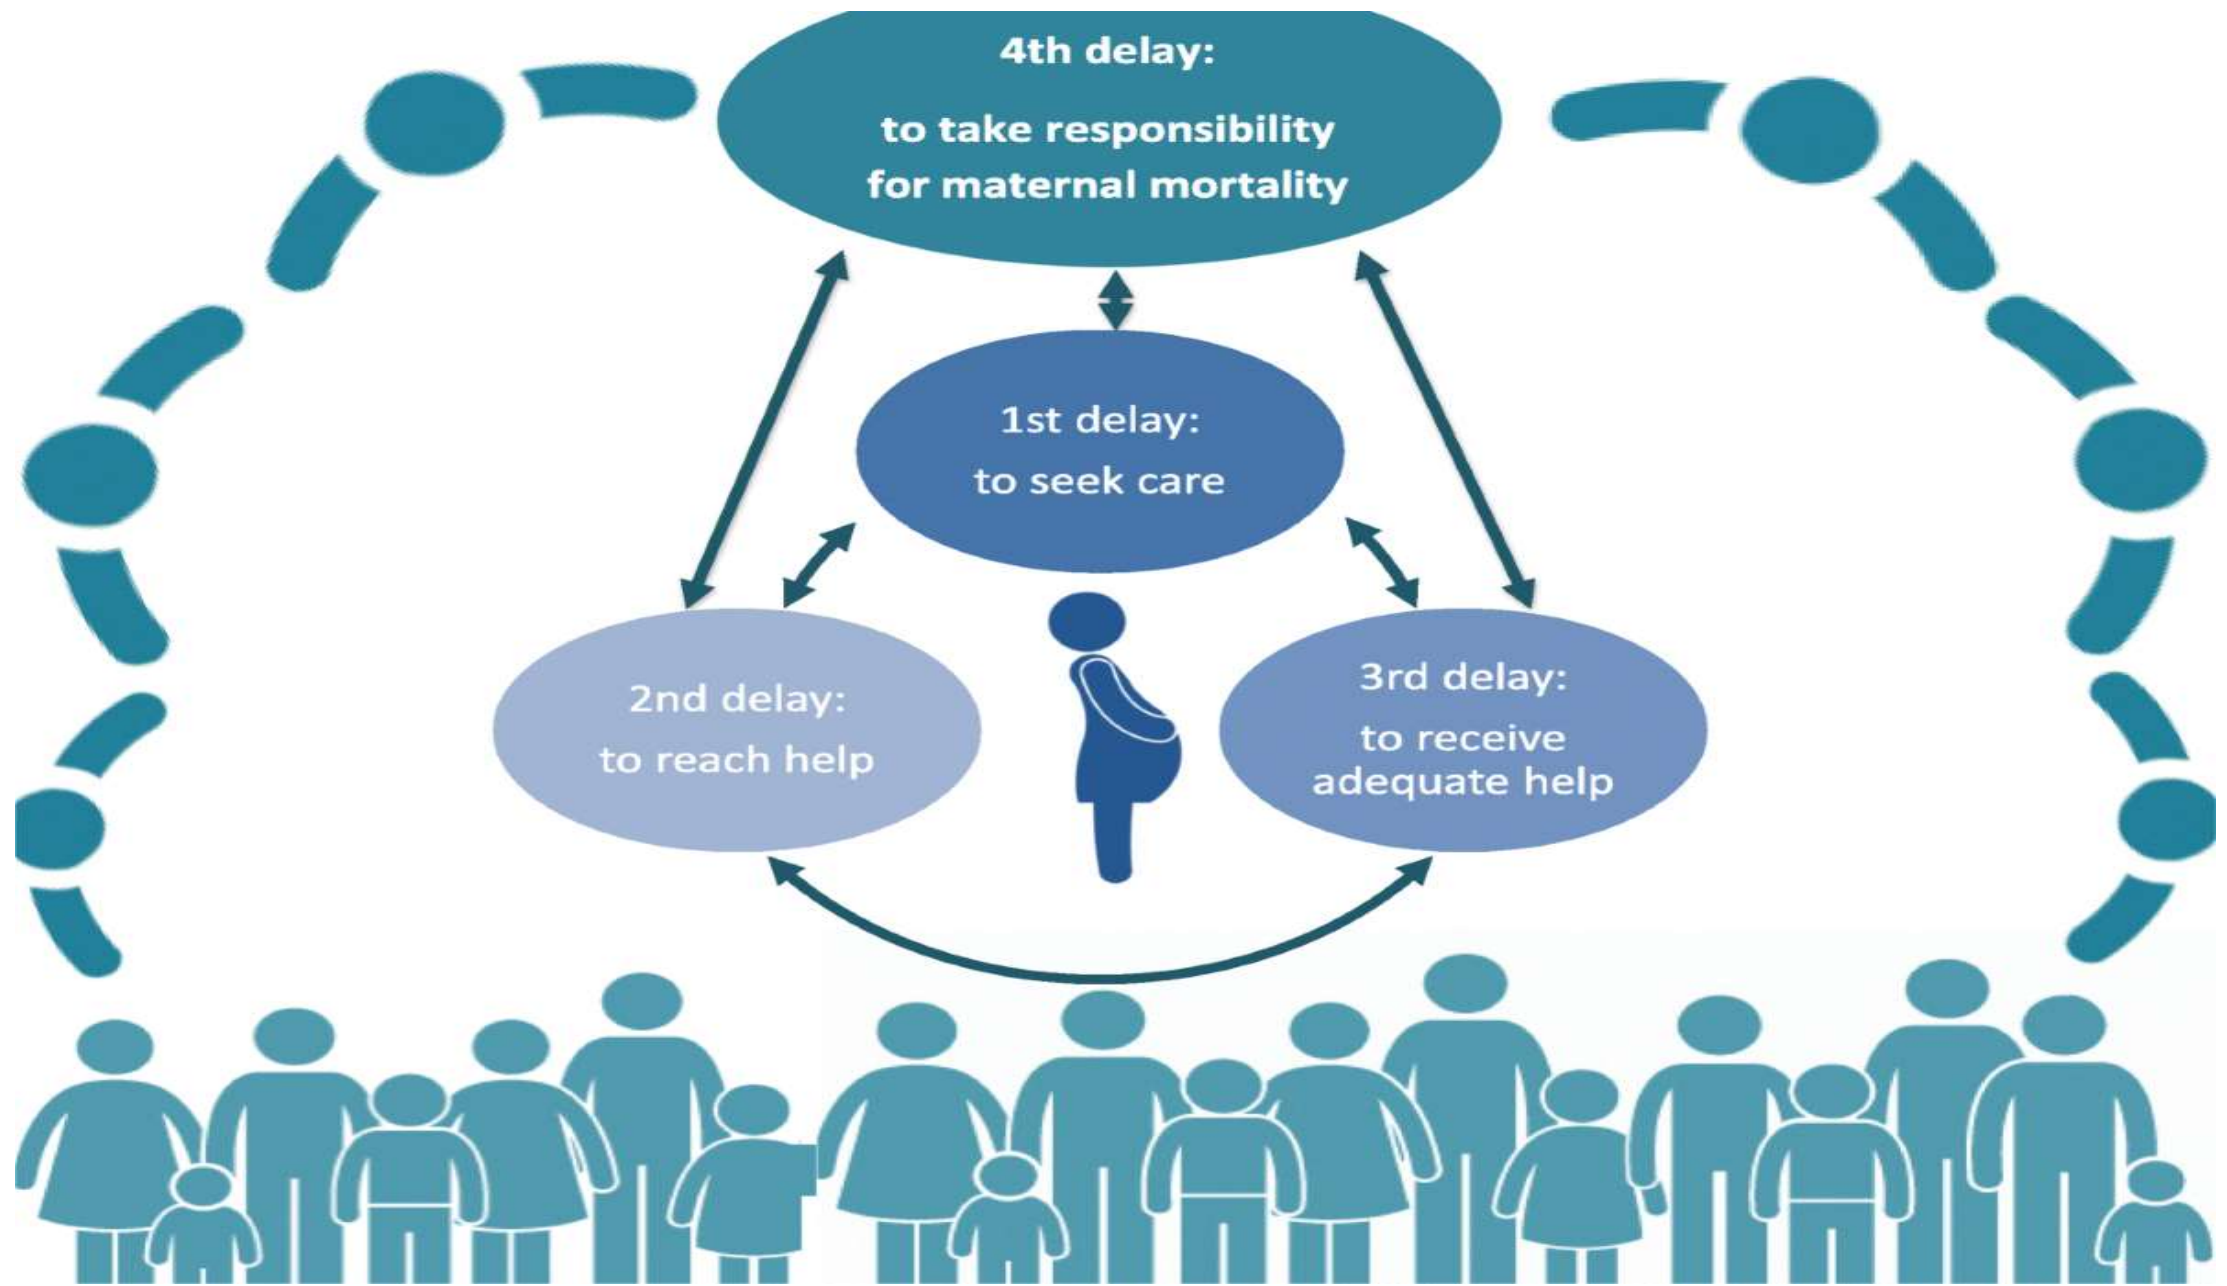 4th delay:
to take responsibility
for maternal mortality
1st delay:
to seek care
2nd delay:
to reach help
3rd delay:
to receive
adequate help